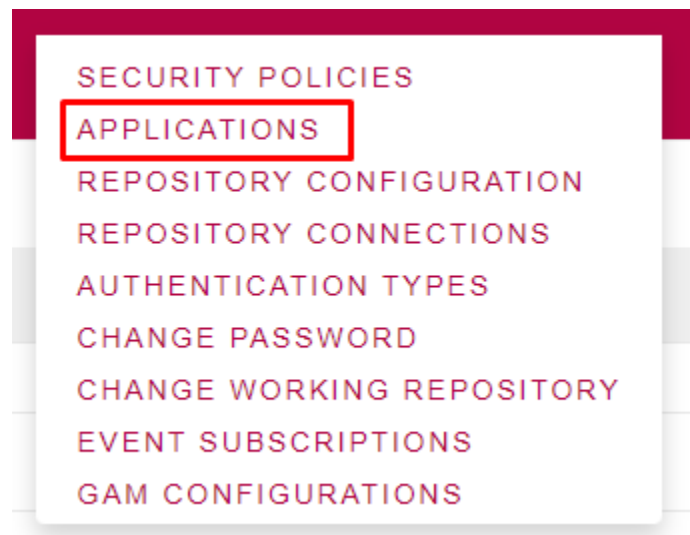 SECURITY POLICIES
APPLICATIONS
REPOSITORY CONFIGURATION
REPOSITORY CONNECTIONS
AUTHENTICATION TYPES
CHANGE PASSWORD
CHANGE WORKING REPOSITORY
EVENT SUBSCRIPTIONS
GAM CONFIGURATIONS